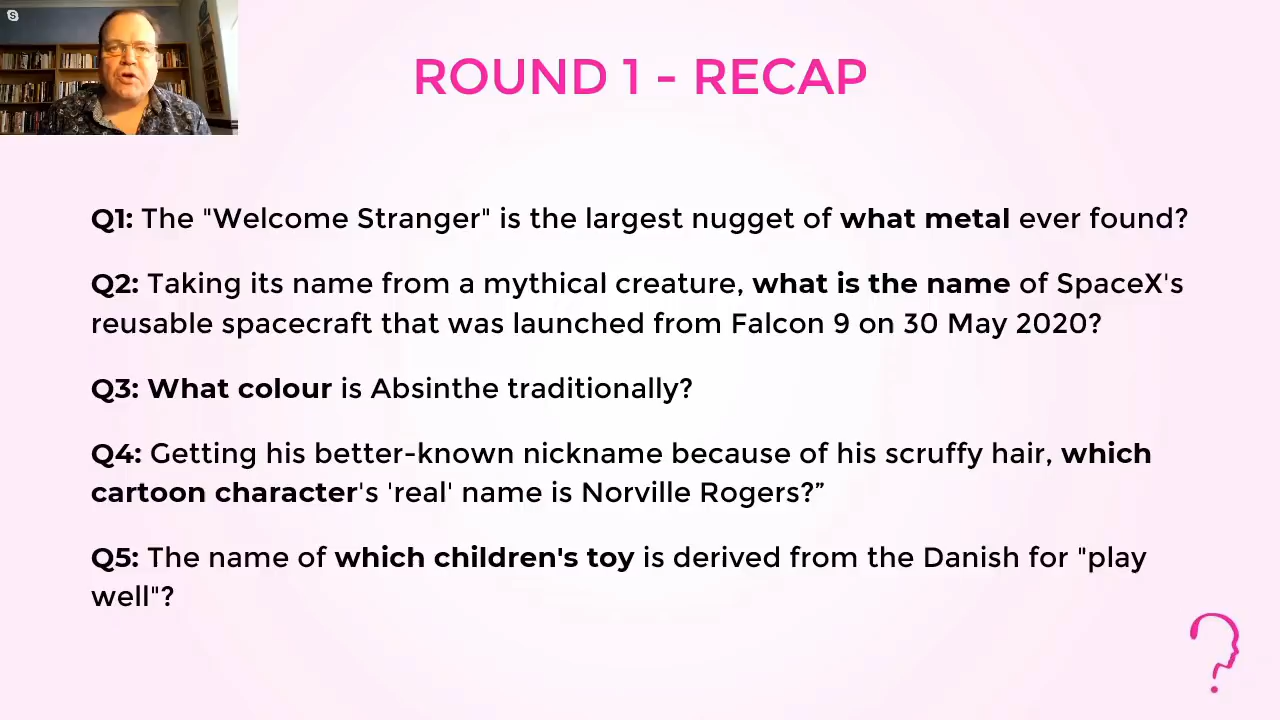 ROUND 1 - RECAP
Q1: The "Welcome Stranger" is the largest nugget of what metal ever found?
Q2: Taking its name from a mythical creature, what is the name of SpaceX's
reusable spacecraft that was launched from Falcon 9 on 30 May 2020?
Q3: What colour is Absinthe traditionally?
Q4: Getting his better-known nickname because of his scruffy hair, which
cartoon character's 'real' name is Norville Rogers?”
Q5: The name of which children's toy is derived from the Danish for "play
well"?